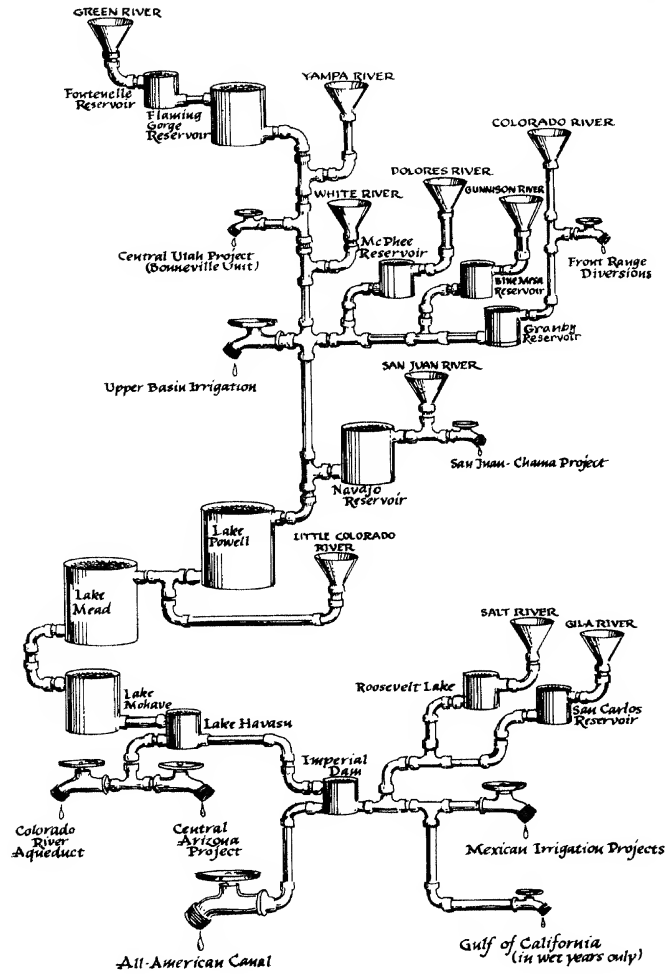 GREEN RIVER
Fontenelle
Reservoir
Flaming
Gorge
Reservoir
YAMPA RIVER
COLORADO RIVER
DOLORES RIVER
GUNNISON RIVER
WHITE RIVER
McPhee
Reservoir
Central Utah Project
(Bonneville Unit)
Blue Mesa
Reservoir
Front Range
Diversions
Granby
Reservoir
Upper Basin Irrigation
SAN JUAN RIVER
San Juan-Chama Project
Navajo
Reservoir
Lake
Powell
LITTLE COLORADO
RIVER
Lake
Mead
SALT RIVER
GILA RIVER
Roosevelt Lake
San Carlos
Reservoir
Lake
Mohave
Lake Havasu
Imperial
Dam
Colorado
River
Aqueduct
Central
Arizona
Project
Mexican Irrigation Projects
All-American Canal
Gulf of California
(in wet years only)